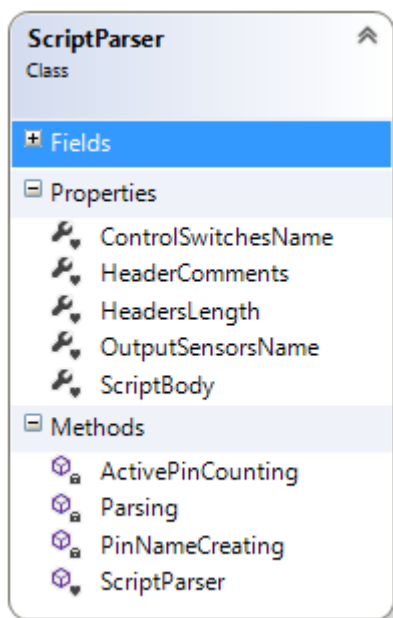 ScriptParser
Class
Fields
Properties
ControlSwitchesName
HeaderComments
HeadersLength
OutputSensorsName
ScriptBody
Methods
ActivePinCounting
Parsing
PinNameCreating
ScriptParser